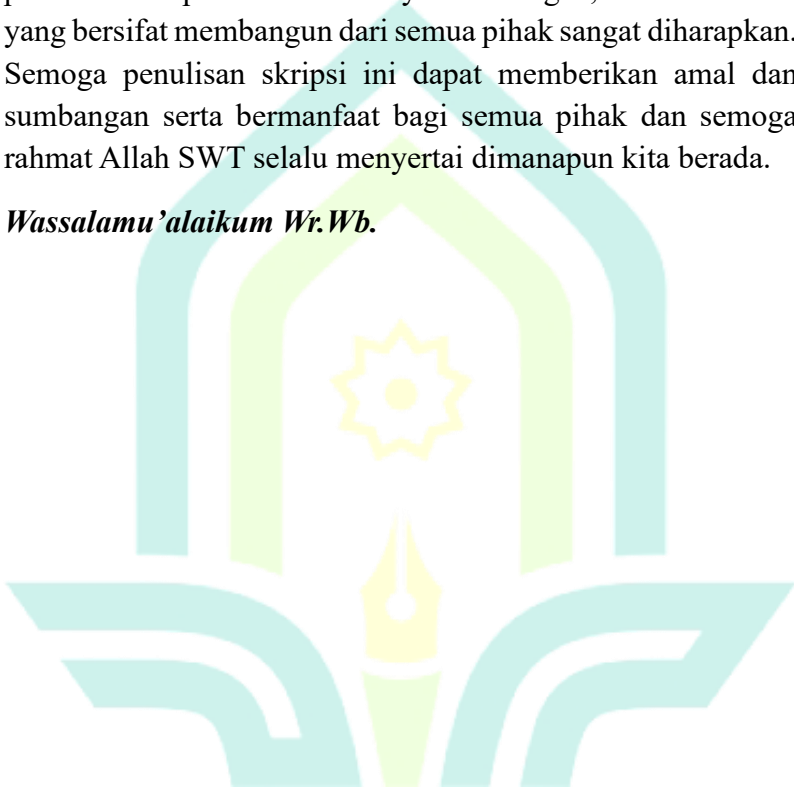 yang bersifat membangun dari semua pihak sangat diharapkan.
Semoga penulisan skripsi ini dapat memberikan amal dan
sumbangan serta bermanfaat bagi semua pihak dan semoga
rahmat Allah SWT selalu menyertai dimanapun kita berada.
Wassalamu’alaikum Wr.Wb.